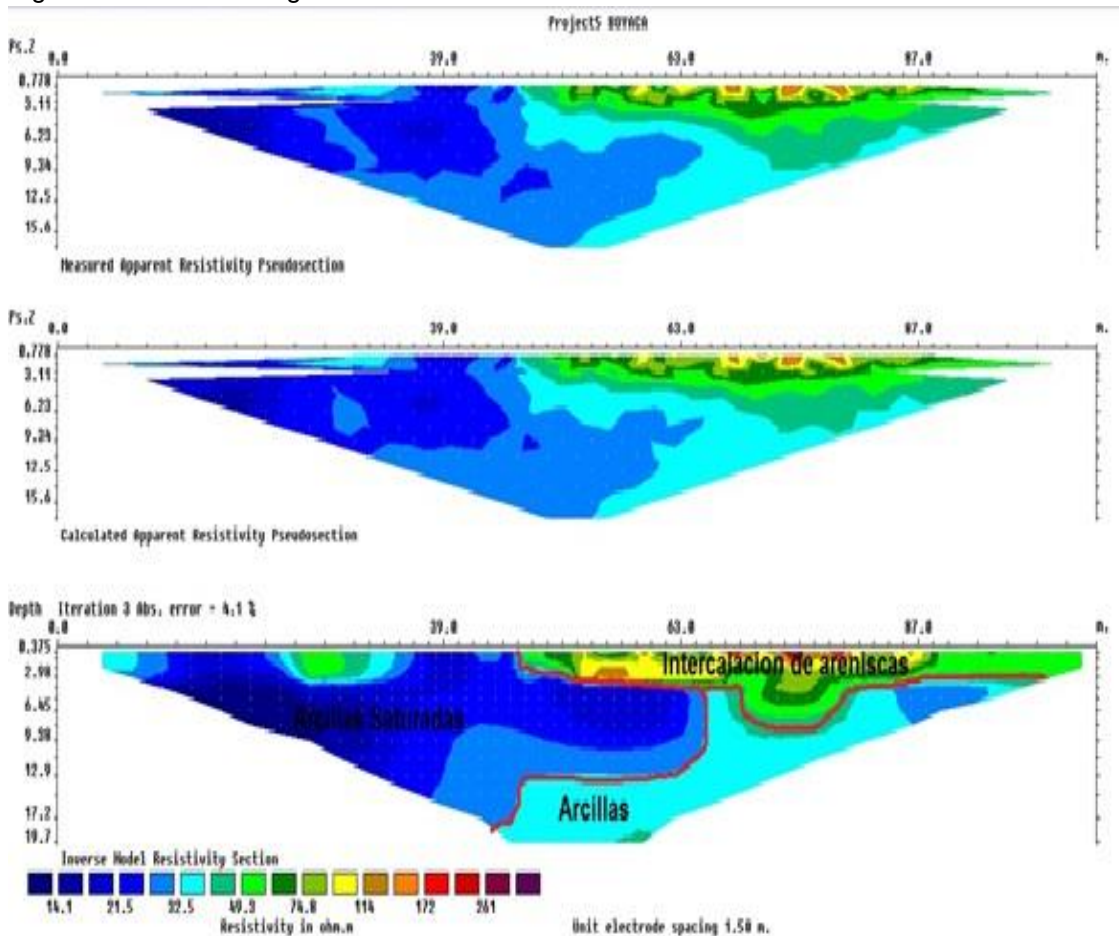 Project5 BOYACA
Ps.Z 0.0 39.0 63.0 87.0 m.
0.778
3.11
6.23
9.34
12.5
15.6
Measured Apparent Resistivity Pseudosection
Ps.Z 0.0 39.0 63.0 87.0 m.
0.778
3.11
6.23
9.34
12.5
15.6
Calculated Apparent Resistivity Pseudosection
Depth Iteration 3 Abs. error = 4.1 %
0.0 39.0 63.0 87.0 m.
0.375
2.98
6.45
9.38
12.9
17.2
19.7
Intercajacion de areniscas
Arcillas Saturadas
Arcillas
Inverse Model Resistivity Section
14.1 21.5 32.5 49.3 74.8 114 172 261
Resistivity in ohm.m Unit electrode spacing 1.50 m.